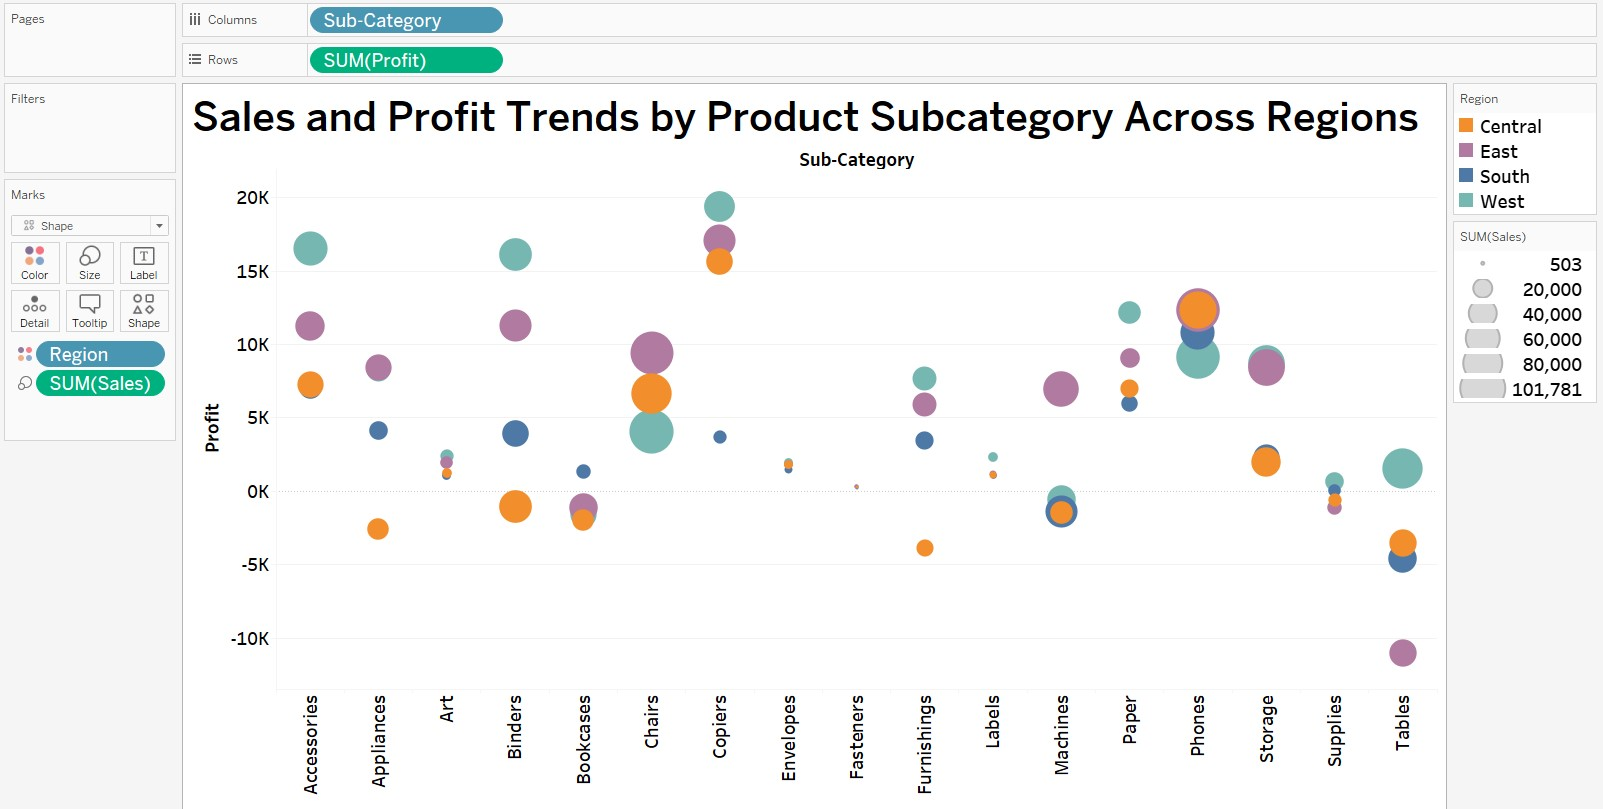 Pages
Columns
Sub-Category
Rows
SUM(Profit)
Filters
Marks
Shape
Color
Size
Label
Detail
Tooltip
Shape
Region
SUM(Sales)
Sales and Profit Trends by Product Subcategory Across Regions
Sub-Category
Profit
20K
15K
10K
5K
0K
-5K
-10K
Accessories
Appliances
Art
Binders
Bookcases
Chairs
Copiers
Envelopes
Fasteners
Furnishings
Labels
Machines
Paper
Phones
Storage
Supplies
Tables
Region
Central
East
South
West
SUM(Sales)
503
20,000
40,000
60,000
80,000
101,781